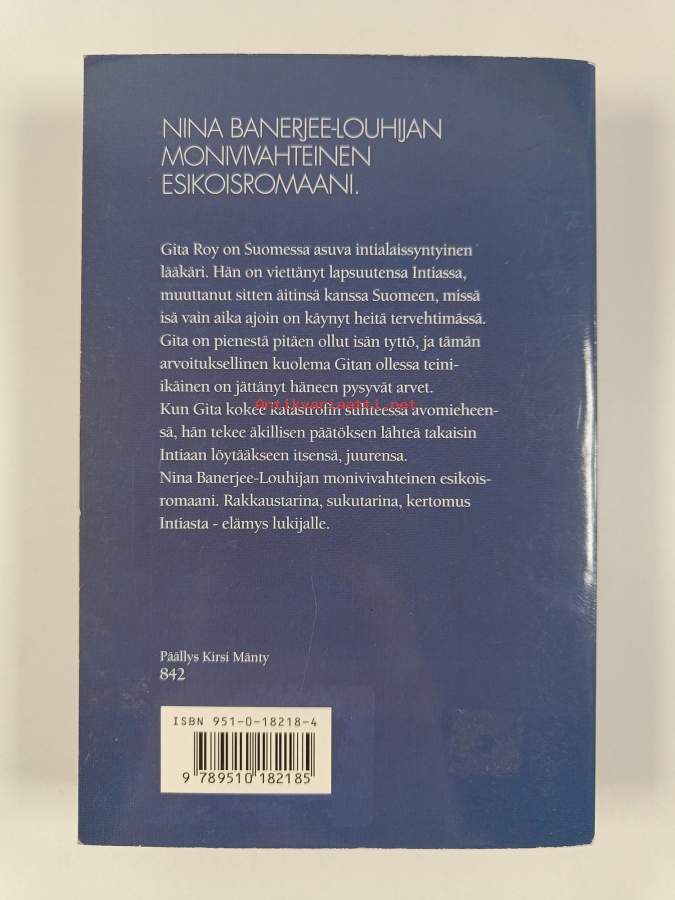 NINA BANERJEE-LOUHIJAN
MONIVIVAHTEINEN
ESIKOISROMAANI.
Gita Roy on Suomessa asuva intialaissyntyinen
lääkäri. Hän on viettänyt lapsuutensa Intiassa,
muuttanut sitten äitinsä kanssa Suomeen, missä
isä vain aika ajoin on käynyt heitä tervehtimässä.
Gita on pienestä pitäen ollut isän tyttö, ja tämän
arvoituksellinen kuolema Gitan ollessa teini-
ikäinen on jättänyt häneen pysyvät arvet.
Antikvariaatti.net
Kun Gita kokee katastrofin suhteessa avomieheen-
sä, hän tekee äkillisen päätöksen lähteä takaisin
Intiaan löytääkseen itsensä, juurensa.
Nina Banerjee-Louhijan monivivahteinen esikois-
romaani. Rakkaustarina, sukutarina, kertomus
Intiasta - elämys lukijalle.
Päällys Kirsi Mänty
842
ISBN 951-0-18218-4
9 789510 182185